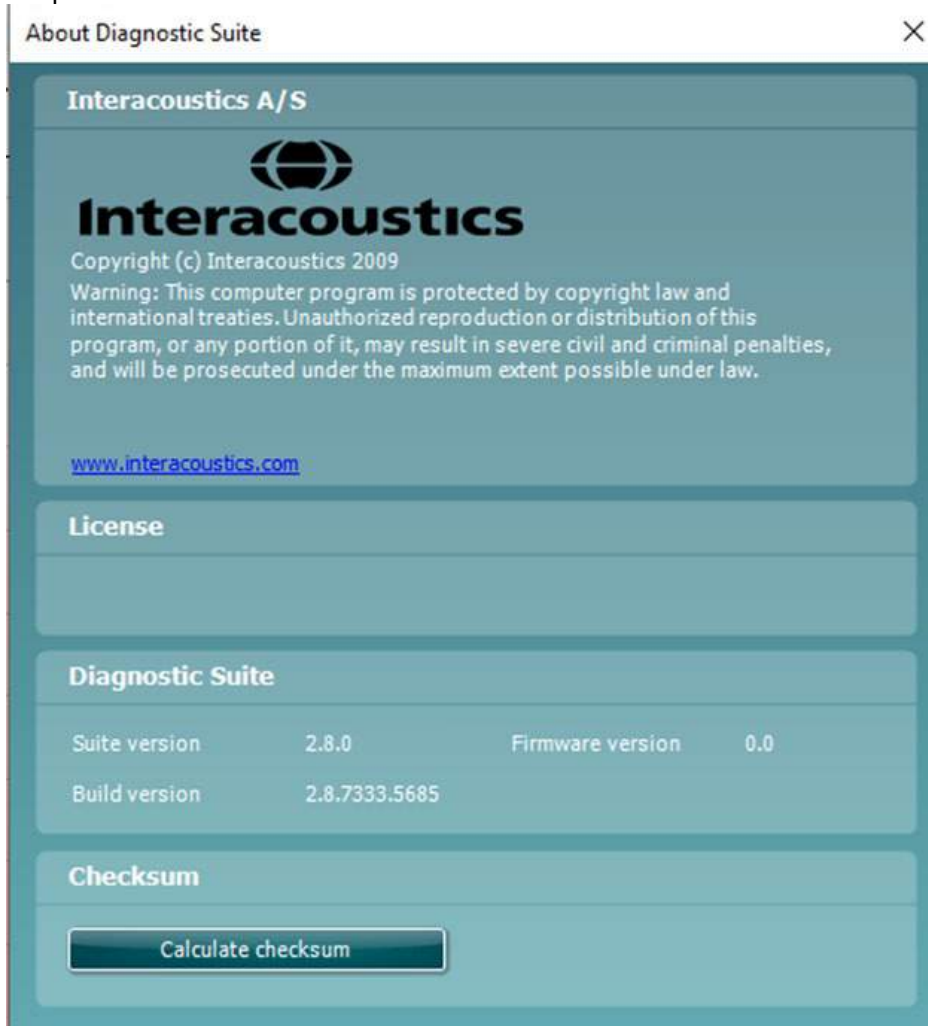 About Diagnostic Suite
Interacoustics A/S
Interacoustics
Copyright (c) Interacoustics 2009
Warning: This computer program is protected by copyright law and
international treaties. Unauthorized reproduction or distribution of this
program, or any portion of it, may result in severe civil and criminal penalties,
and will be prosecuted under the maximum extent possible under law.
www.interacoustics.com
License
Diagnostic Suite
Suite version 2.8.0 Firmware version 0.0
Build version 2.8.7333.5685
Checksum
Calculate checksum